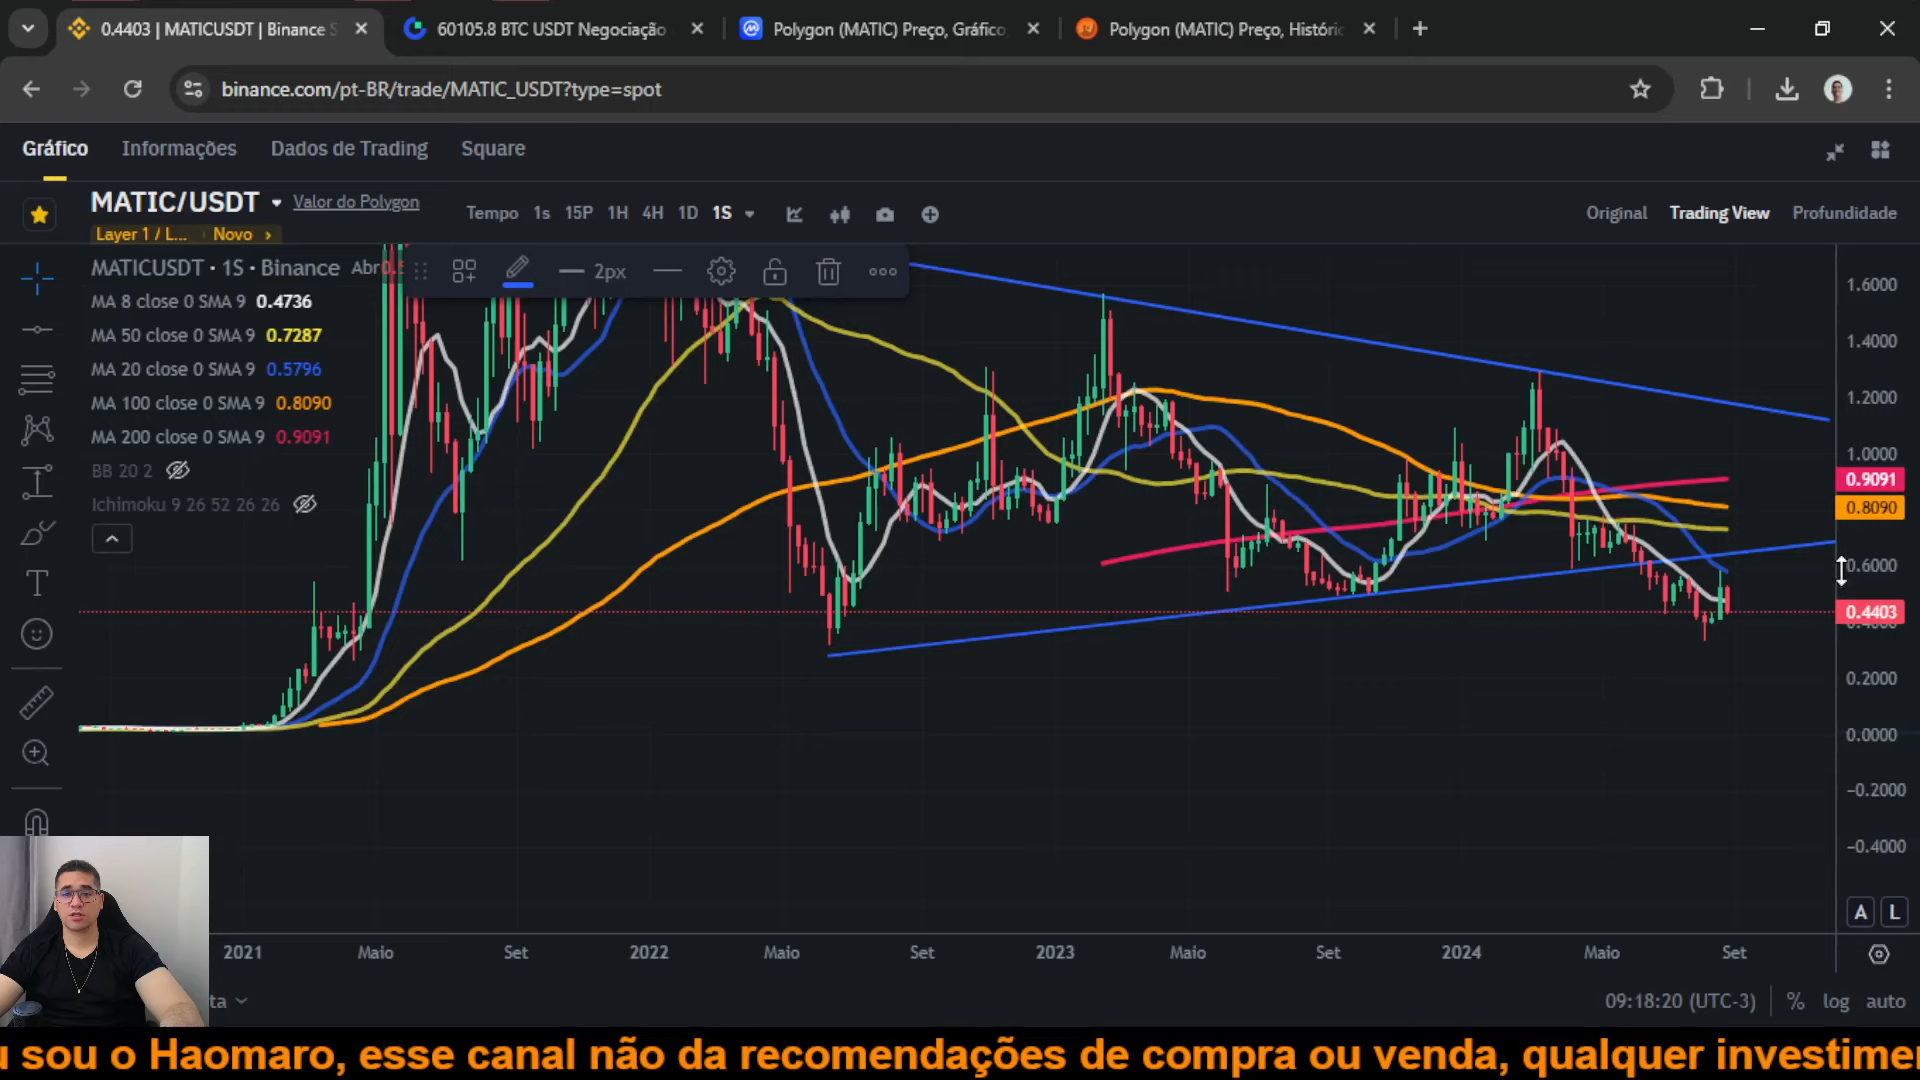 0.4403 | MATICUSDT | Binance S
60105.8 BTC USDT Negociação
Polygon (MATIC) Preço, Gráfico,
Polygon (MATIC) Preço, Históric
binance.com/pt-BR/trade/MATIC_USDT?type=spot
Gráfico Informações Dados de Trading Square
MATIC/USDT Valor do Polygon
Layer 1 / L... Novo
Tempo 1s 15P 1H 4H 1D 1S
Original Trading View Profundidade
MATICUSDT · 1S · Binance Abr
2px
MA 8 close 0 SMA 9 0.4736
MA 50 close 0 SMA 9 0.7287
MA 20 close 0 SMA 9 0.5796
MA 100 close 0 SMA 9 0.8090
MA 200 close 0 SMA 9 0.9091
BB 20 2
Ichimoku 9 26 52 26 26
1.6000
1.4000
1.2000
1.0000
0.9091
0.8090
0.6000
0.4403
0.2000
0.0000
−0.2000
−0.4000
A L
2021 Maio Set 2022 Maio Set 2023 Maio Set 2024 Maio Set
ta
09:18:20 (UTC-3) % log auto
u sou o Haomaro, esse canal não da recomendações de compra ou venda, qualquer investime